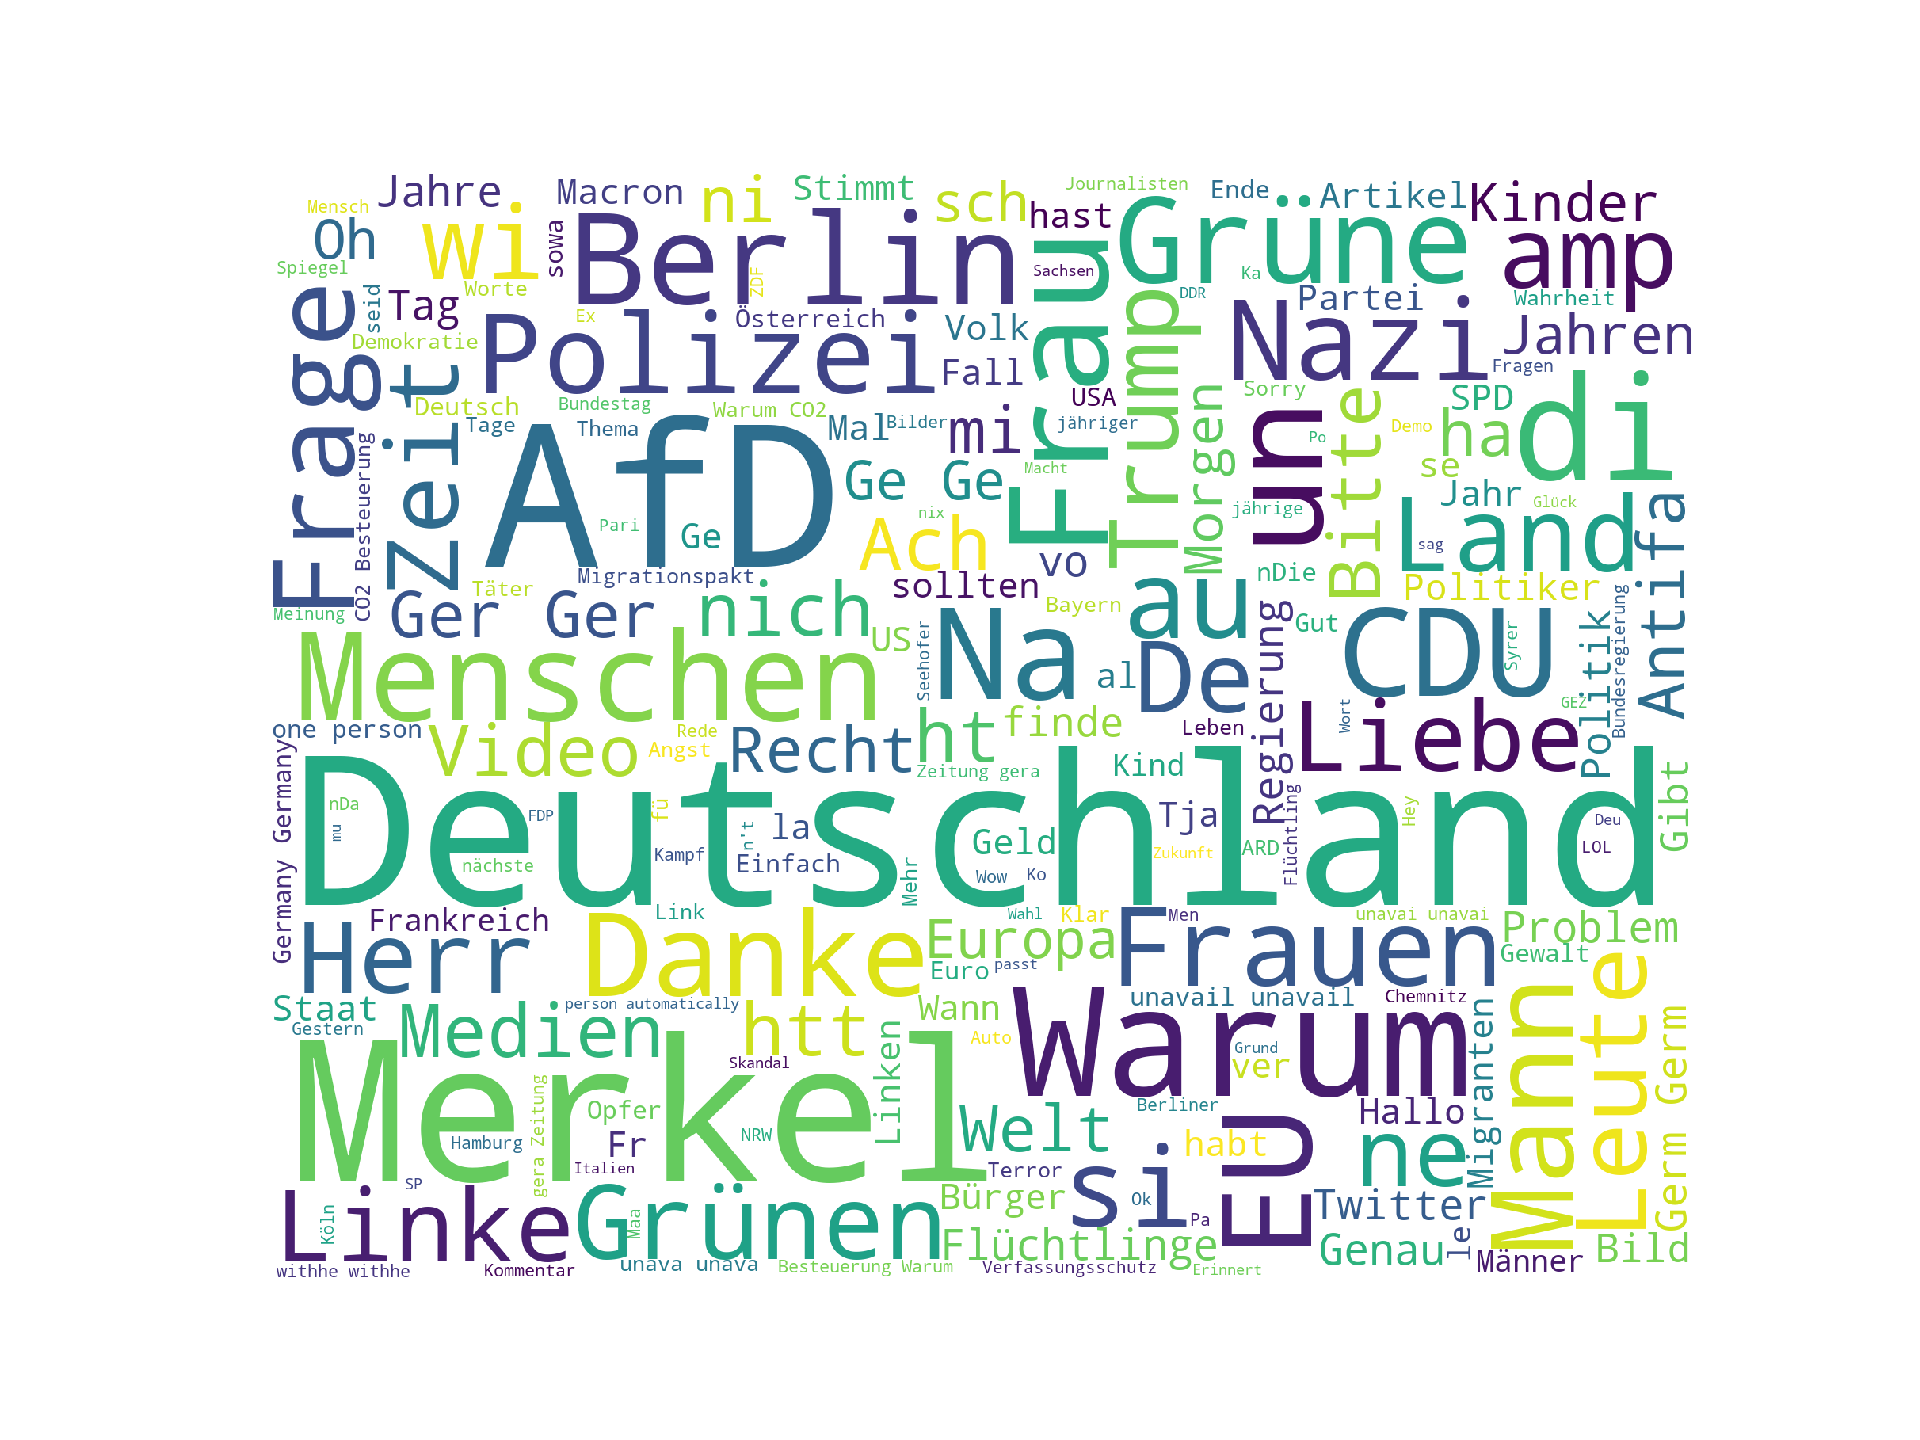 Mensch
Jahre
Macron
ni
Stimmt
sch
Journalisten
hast
Ende
Artikel
Kinder
Oh
wi
sowa
Berlin
ZDF
Frau
Sachsen
Grüne
Ka
amp
Spiegel
Worte
Frage
seid
Tag
Ex
Österreich
Volk
DDR
Trump
Partei
Wahrheit
Demokratie
Polizei
Nazi
Jahren
Zeit
Fall
Fragen
Deutsch
Bundestag
Warum CO2
USA
Sorry
SPD
Tage
Thema
Mal
Bilder
mi
jähriger
Morgen
un
Po
Bitte
Demo
ha
di
CO2 Besteuerung
AfD
Ge Ge
Macht
se
Jahr
Glück
Pari
Ge
nix
Ach
jährige
Land
sag
Antifa
Migrationspakt
vo
nDie
Täter
sollten
Politiker
Meinung
Ger Ger
nich
Bayern
au
Regierung
Gut
Bundesregierung
Menschen
US
Seehofer
Na
al
De
CDU
Syrer
Politik
one person
Video
Rede
Angst
Recht
ht
finde
Leben
Liebe
Wort
GEZ
Germany Germany
Zeitung gera
Kind
Gibt
Deutschland
nDa
mu
FDP
fü
n't
la
Geld
Tja
Flüchtling
Hey
Deu
nächste
Kampf
Einfach
Mehr
Wow
Ko
Zukunft
ARD
LOL
Herr
Frankreich
Danke
Link
Europa
Wahl
Klar
Frauen
Men
unavai unavai
Problem
Euro
passt
Gewalt
Staat
Gestern
Medien
person automatically
htt
Wann
Warum
unavail unavail
Chemnitz
Mann
Leute
Germ Germ
Merkel
Skandal
Linken
Auto
Grund
ver
Migranten
Hamburg
gera Zeitung
Opfer
Fr
NRW
Welt
Berliner
Hallo
Italien
Terror
habt
EU
ne
SP
Linke
Köln
Grünen
Maa
Bürger
si
Ok
Pa
Twitter
withhe withhe
Kommentar
unava unava
Besteuerung Warum
Flüchtlinge
Verfassungsschutz
Erinnert
Genau
le
Männer
Bild